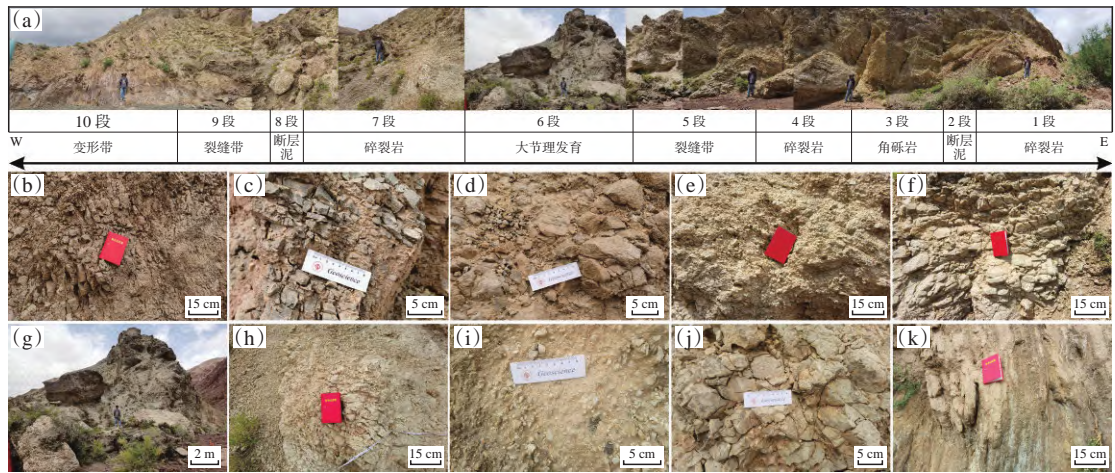 (a)
10 段 9 段 8 段 7 段 6 段 5 段 4 段 3 段 2 段 1 段
W 变形带 裂缝带 断层泥 碎裂岩 大节理发育 裂缝带 碎裂岩 角砾岩 断层泥 碎裂岩 E
(b) (c) (d) (e) (f)
Geoscience
15 cm 5 cm 5 cm 15 cm 15 cm
(g) (h) (i) (j) (k)
Geoscience
2 m 15 cm 5 cm 5 cm 15 cm